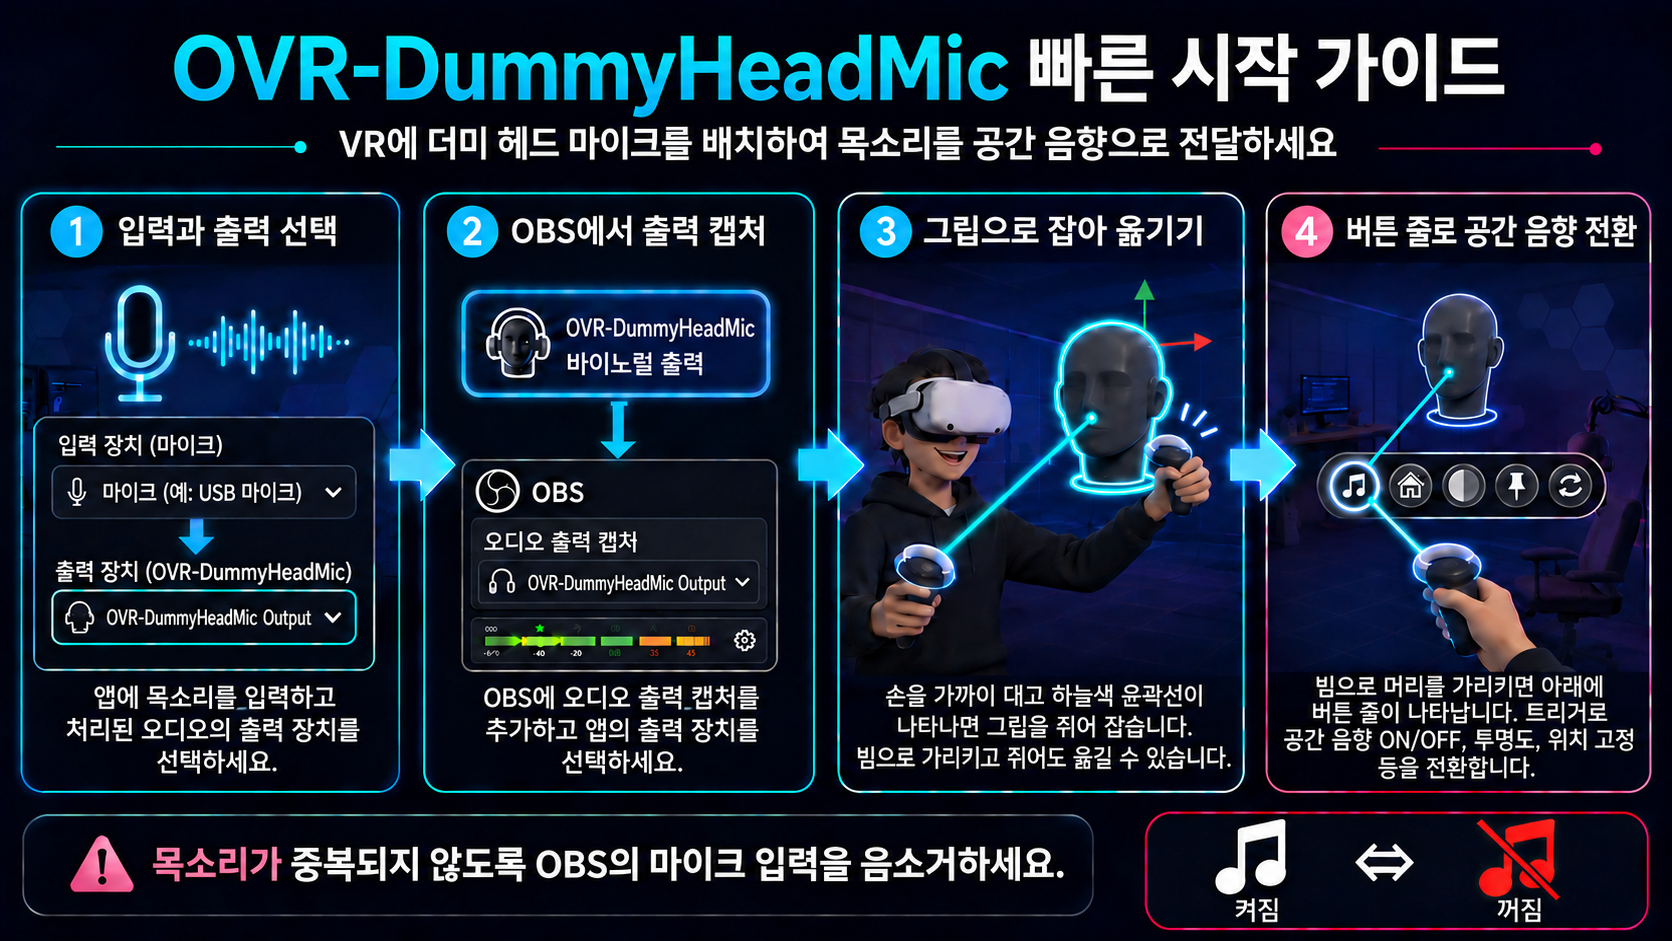 OVR-DummyHeadMic 빠른 시작 가이드
VR에 더미 헤드 마이크를 배치하여 목소리를 공간 음향으로 전달하세요
1 입력과 출력 선택
입력 장치 (마이크)
마이크 (예: USB 마이크)
출력 장치 (OVR-DummyHeadMic)
OVR-DummyHeadMic Output
앱에 목소리를 입력하고
처리된 오디오의 출력 장치를
선택하세요.
2 OBS에서 출력 캡처
OVR-DummyHeadMic
바이노럴 출력
OBS
오디오 출력 캡처
OVR-DummyHeadMic Output
-40 -20 35 45
OBS에 오디오 출력 캡처를
추가하고 앱의 출력 장치를
선택하세요.
3 그립으로 잡아 옮기기
손을 가까이 대고 하늘색 윤곽선이
나타나면 그립을 쥐어 잡습니다.
빔으로 가리키고 쥐어도 옮길 수 있습니다.
4 버튼 줄로 공간 음향 전환
빔으로 머리를 가리키면 아래에
버튼 줄이 나타납니다. 트리거로
공간 음향 ON/OFF, 투명도, 위치 고정
등을 전환합니다.
목소리가 중복되지 않도록 OBS의 마이크 입력을 음소거하세요.
켜짐
꺼짐